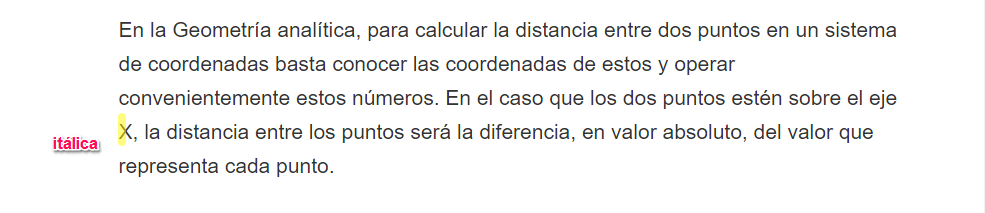 En la Geometría analítica, para calcular la distancia entre dos puntos en un sistema
de coordenadas basta conocer las coordenadas de estos y operar
convenientemente estos números. En el caso que los dos puntos estén sobre el eje
X, la distancia entre los puntos será la diferencia, en valor absoluto, del valor que
itálica
representa cada punto.